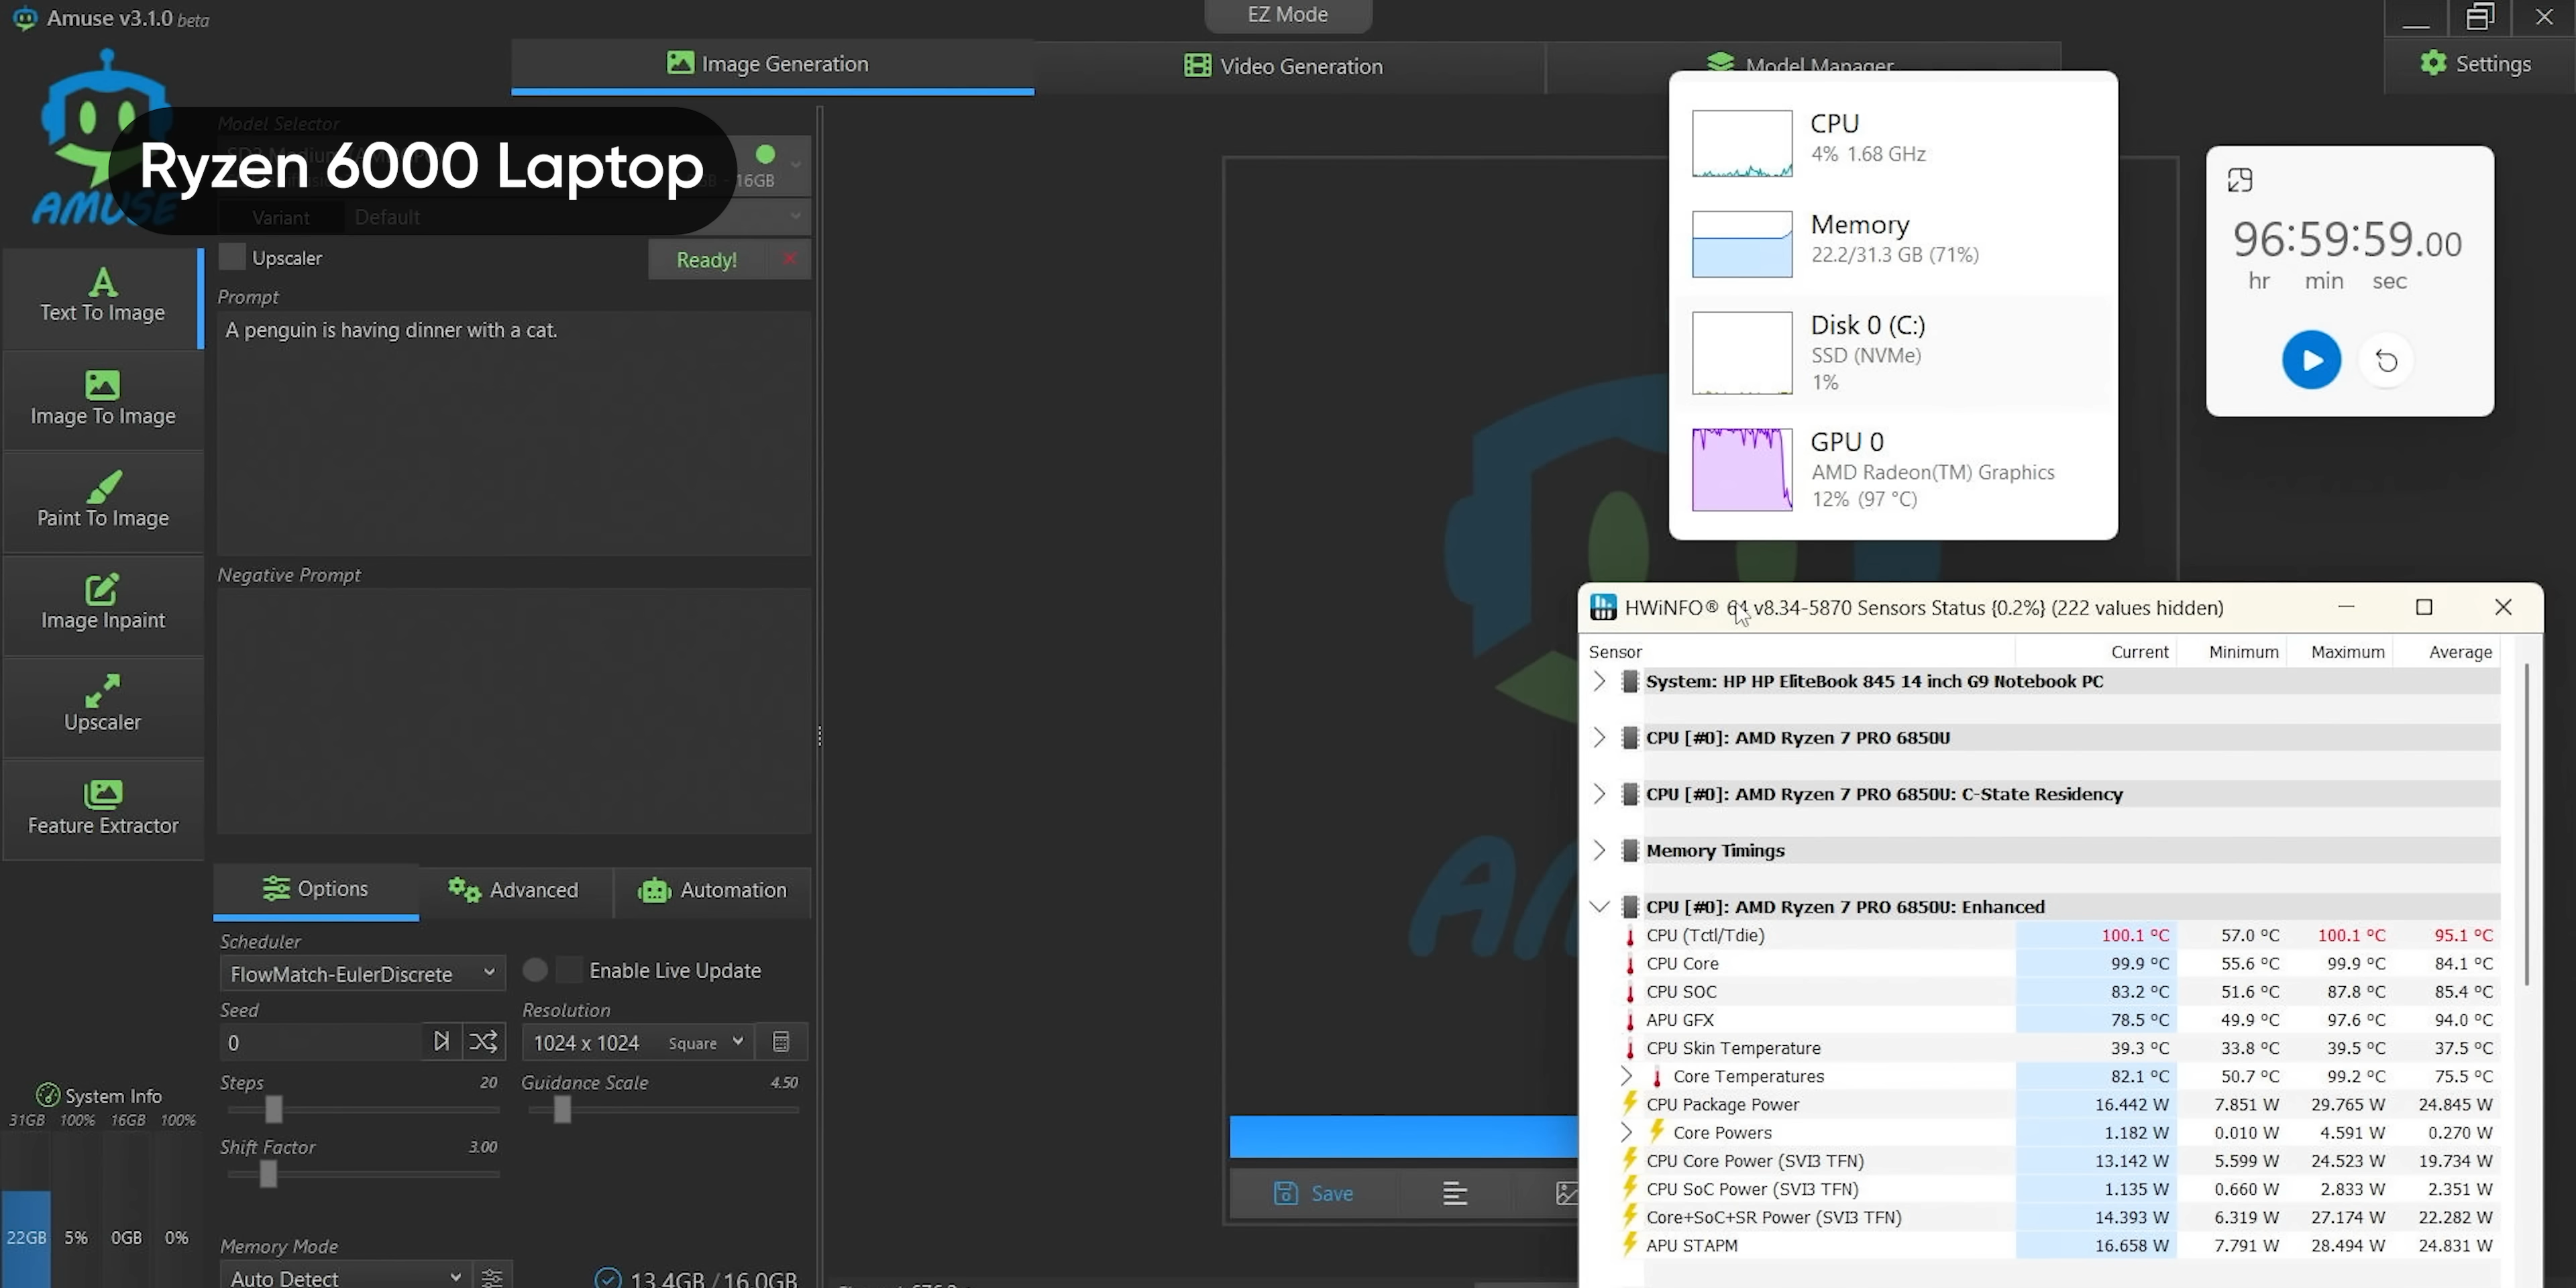 Amuse v3.1.0 beta
EZ Mode
Image Generation
Video Generation
Model Manager
Settings
AMUSE
Model Selector
Ryzen 6000 Laptop
16GB
Variant
Default
Upscaler
Ready!
Text To Image
Image To Image
Paint To Image
Image Inpaint
Upscaler
Feature Extractor
Prompt
A penguin is having dinner with a cat.
Negative Prompt
Options
Advanced
Automation
Scheduler
FlowMatch-EulerDiscrete
Enable Live Update
Seed
0
Resolution
1024 x 1024 Square
Steps 20
Guidance Scale 4.50
Shift Factor 3.00
Memory Mode
Auto Detect
13.4GB / 16.0GB
System Info
31GB 100% 16GB 100%
22GB 5% 0GB 0%
Save
CPU
4% 1.68 GHz
Memory
22.2/31.3 GB (71%)
Disk 0 (C:)
SSD (NVMe)
1%
GPU 0
AMD Radeon(TM) Graphics
12% (97 °C)
96:59:59.00
hr min sec
HWiNFO® 64 v8.34-5870 Sensors Status {0.2%} (222 values hidden)
Sensor Current Minimum Maximum Average
System: HP HP EliteBook 845 14 inch G9 Notebook PC
CPU [#0]: AMD Ryzen 7 PRO 6850U
CPU [#0]: AMD Ryzen 7 PRO 6850U: C-State Residency
Memory Timings
CPU [#0]: AMD Ryzen 7 PRO 6850U: Enhanced
CPU (Tctl/Tdie) 100.1 °C 57.0 °C 100.1 °C 95.1 °C
CPU Core 99.9 °C 55.6 °C 99.9 °C 84.1 °C
CPU SOC 83.2 °C 51.6 °C 87.8 °C 85.4 °C
APU GFX 78.5 °C 49.9 °C 97.6 °C 94.0 °C
CPU Skin Temperature 39.3 °C 33.8 °C 39.5 °C 37.5 °C
Core Temperatures 82.1 °C 50.7 °C 99.2 °C 75.5 °C
CPU Package Power 16.442 W 7.851 W 29.765 W 24.845 W
Core Powers 1.182 W 0.010 W 4.591 W 0.270 W
CPU Core Power (SVI3 TFN) 13.142 W 5.599 W 24.523 W 19.734 W
CPU SoC Power (SVI3 TFN) 1.135 W 0.660 W 2.833 W 2.351 W
Core+SoC+SR Power (SVI3 TFN) 14.393 W 6.319 W 27.174 W 22.282 W
APU STAPM 16.658 W 7.791 W 28.494 W 24.831 W